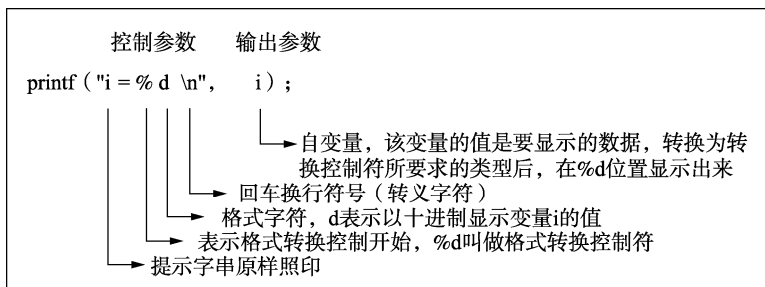 控制参数 输出参数
printf（"i = % d \n", i）;
自变量，该变量的值是要显示的数据，转换为转
换控制符所要求的类型后，在%d位置显示出来
回车换行符号（转义字符）
格式字符，d表示以十进制显示变量i的值
表示格式转换控制开始，%d叫做格式转换控制符
提示字串原样照印